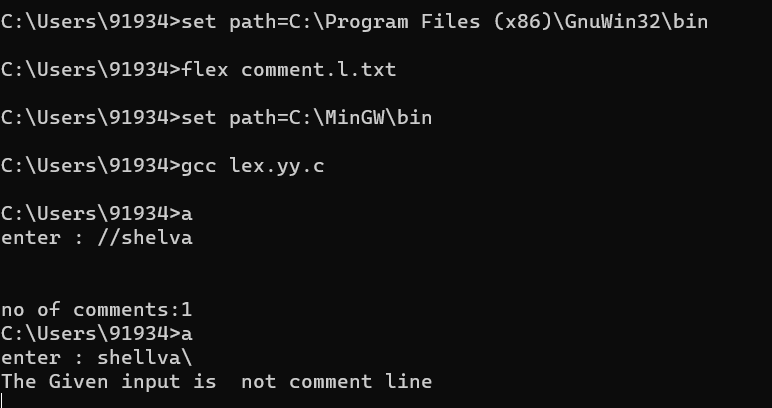 C:\Users\91934>set path=C:\Program Files (x86)\GnuWin32\bin
C:\Users\91934>flex comment.l.txt
C:\Users\91934>set path=C:\MinGW\bin
C:\Users\91934>gcc lex.yy.c
C:\Users\91934>a
enter : //shelva
no of comments:1
C:\Users\91934>a
enter : shellva\
The Given input is  not comment line